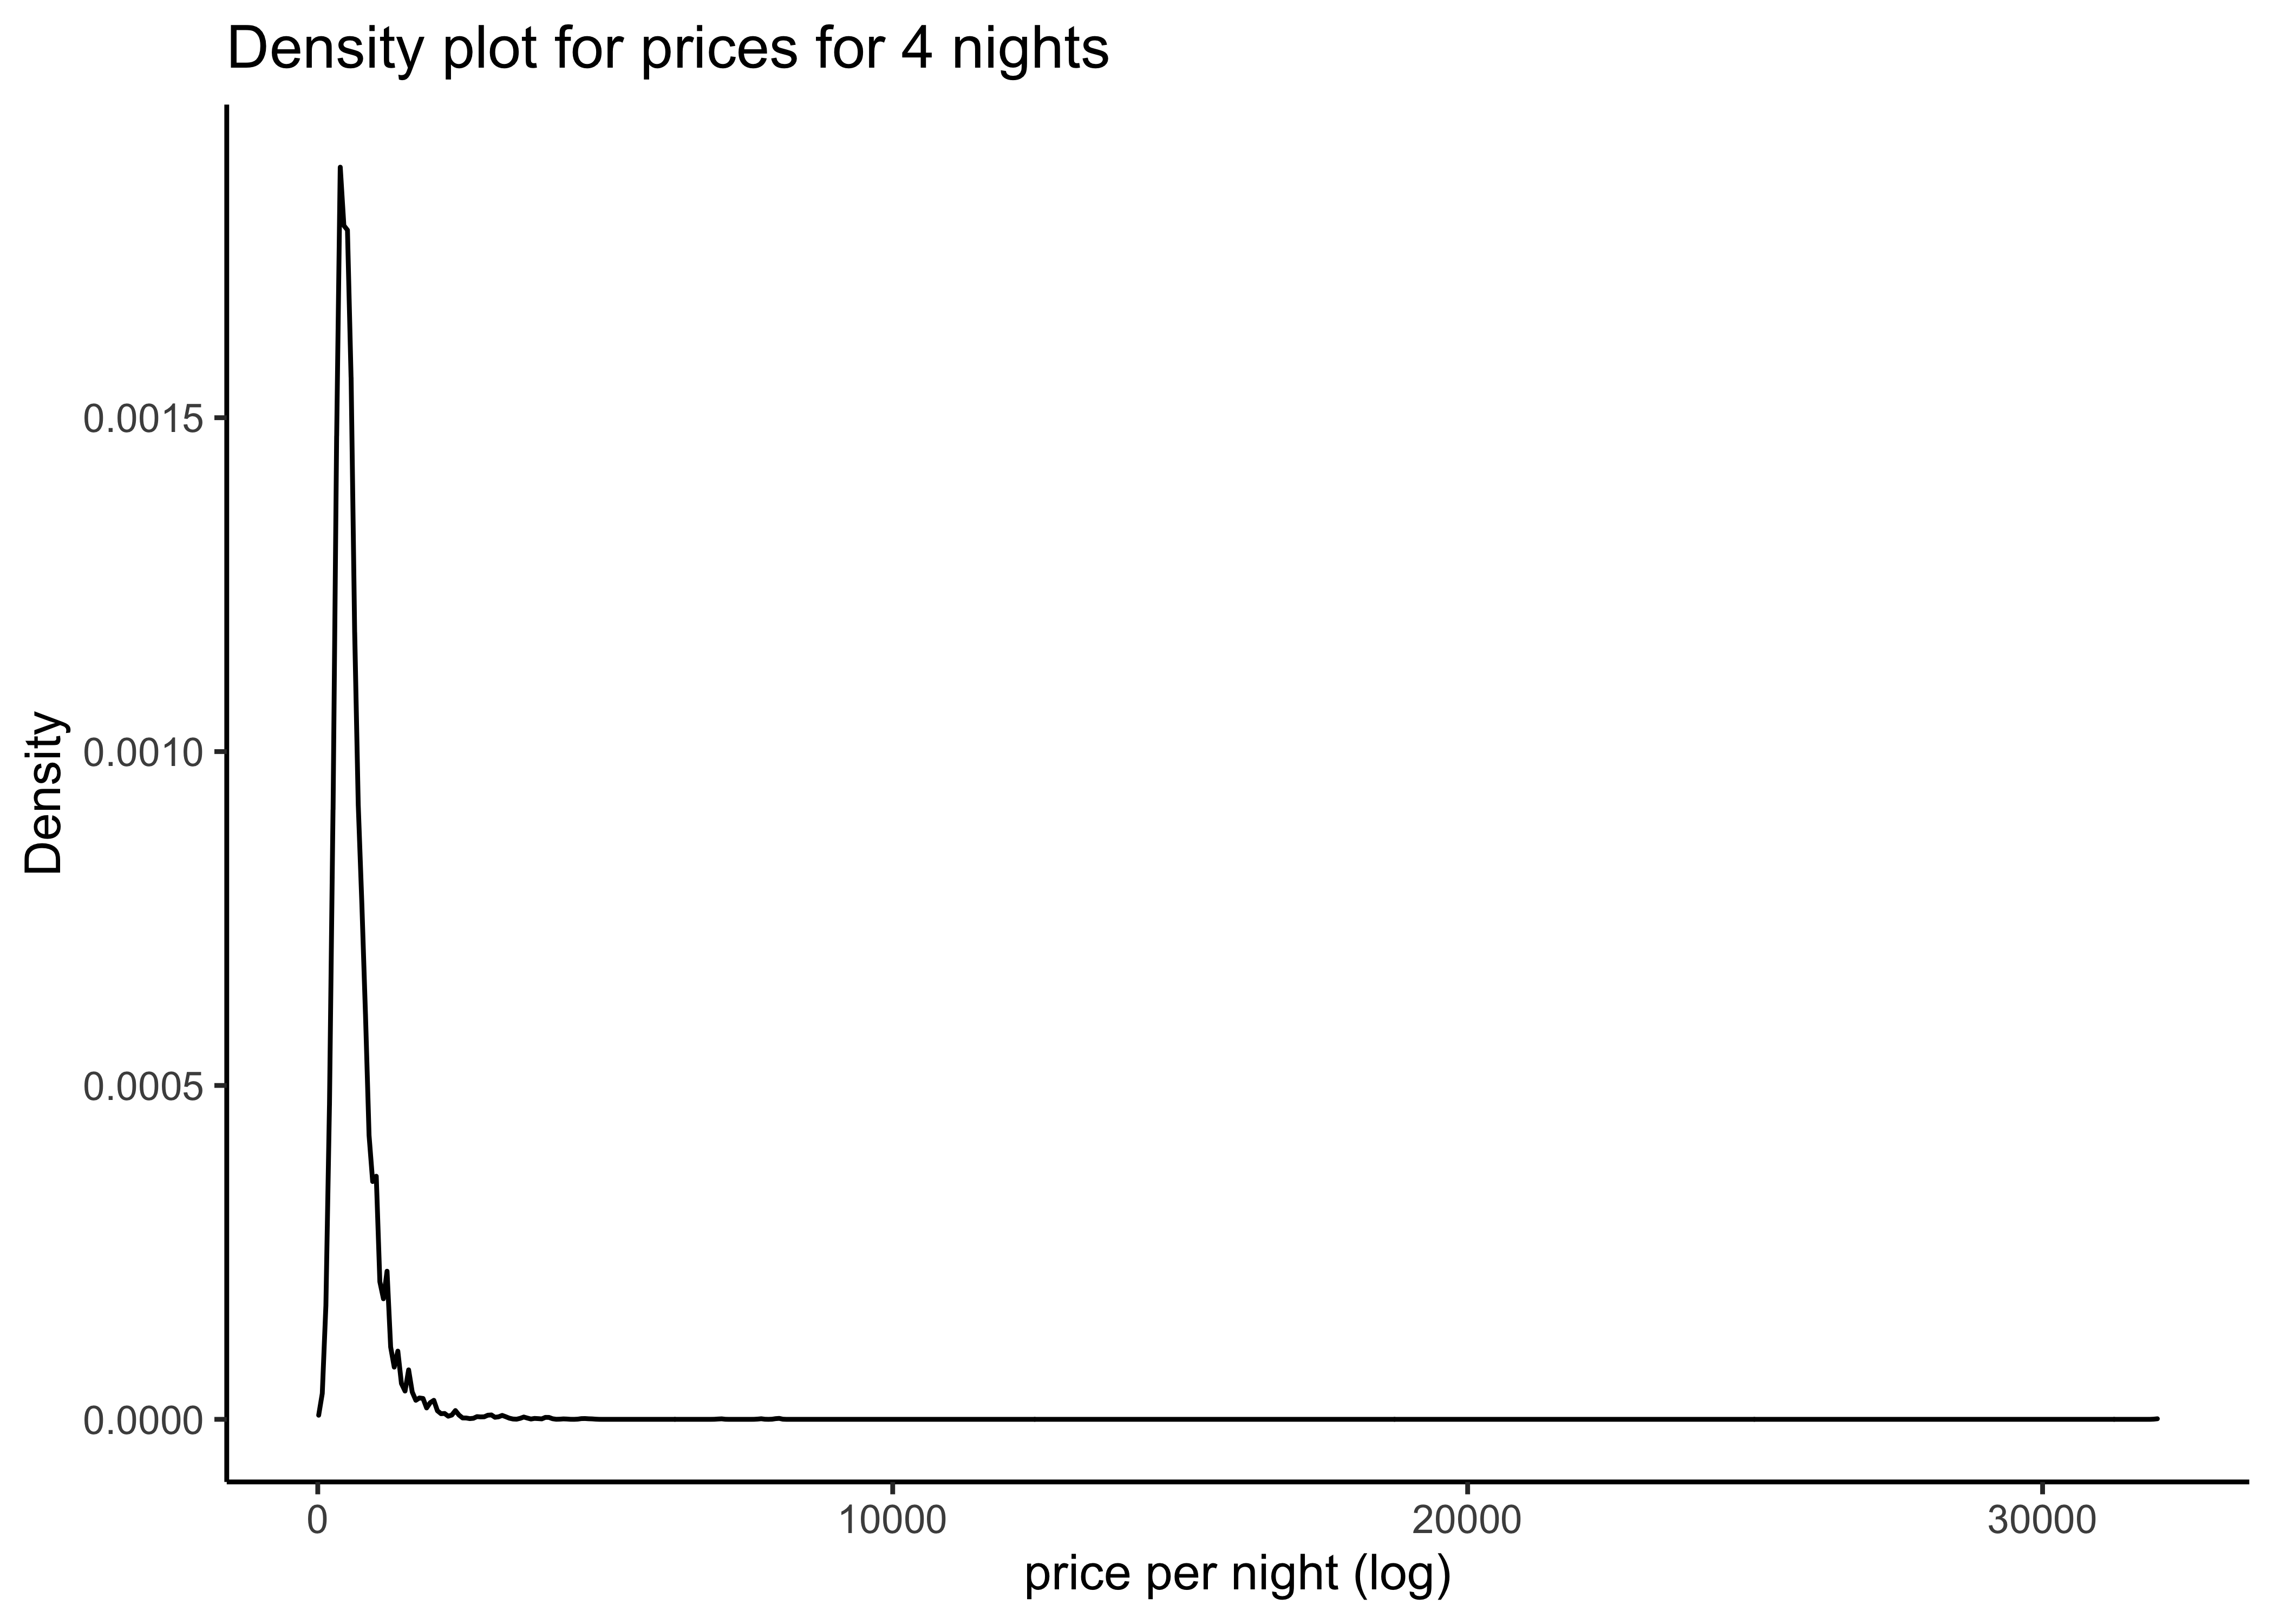 Density plot for prices for 4 nights
Density
0.0015
0.0010
0.0005
0.0000
0
10000
20000
30000
price per night (log)